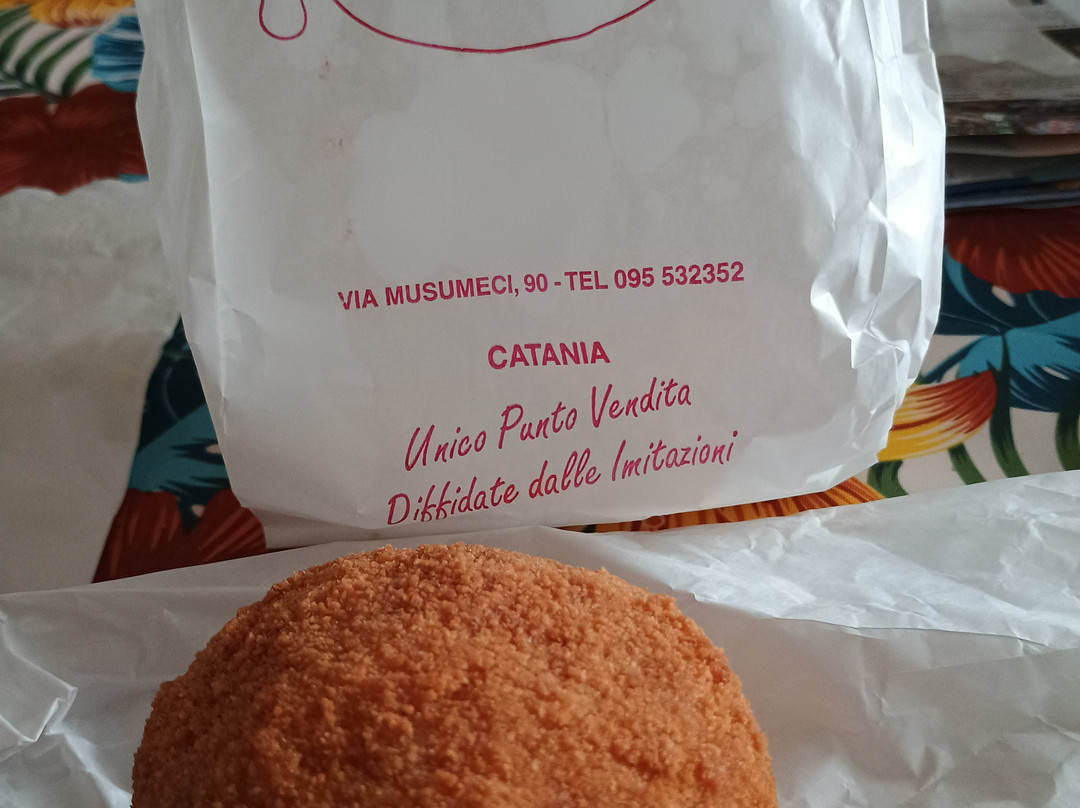 VIA MUSUMECI, 90 - TEL 095 532352
CATANIA
Unico Punto Vendita
Diffidate dalle Imitazioni